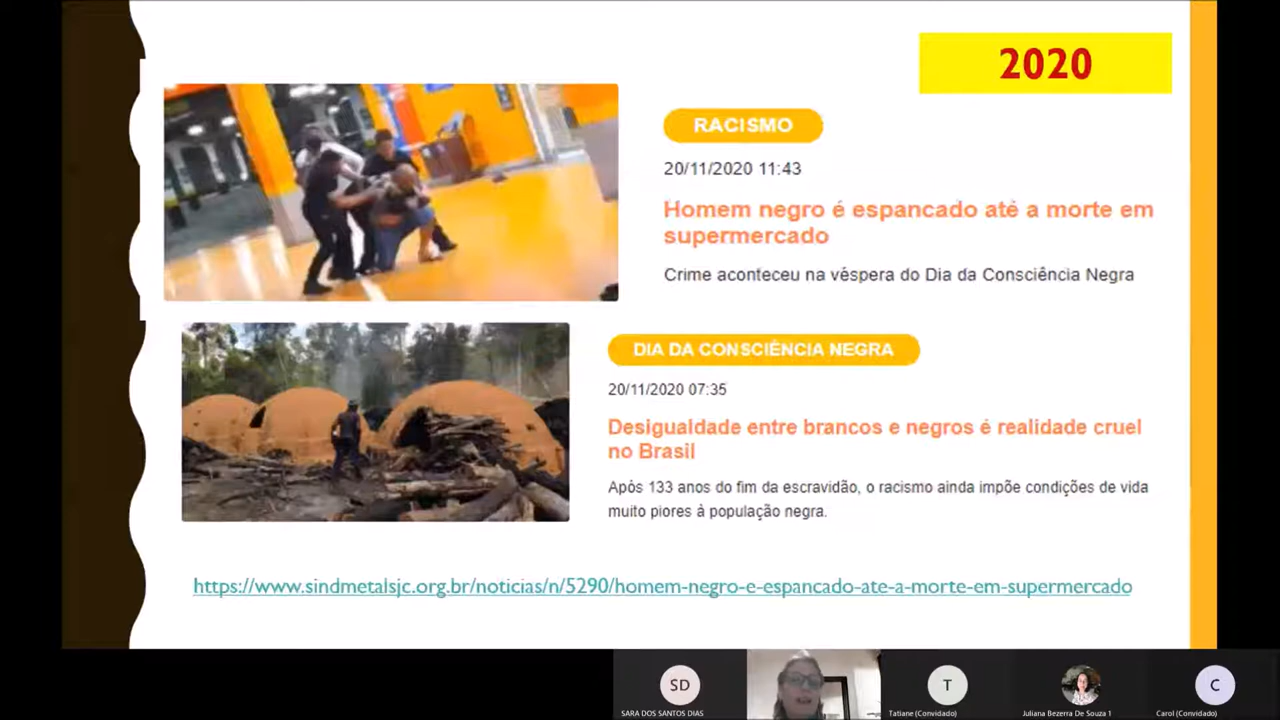 2020
RACISMO
20/11/2020 11:43
Homem negro é espancado até a morte em
supermercado
Crime aconteceu na véspera do Dia da Consciência Negra
DIA DA CONSCIÊNCIA NEGRA
20/11/2020 07:35
Desigualdade entre brancos e negros é realidade cruel
no Brasil
Após 133 anos do fim da escravidão, o racismo ainda impõe condições de vida
muito piores à população negra.
https://www.sindmetalsjc.org.br/noticias/n/5290/homem-negro-e-espancado-ate-a-morte-em-supermercado
SD
T
C
SARA DOS SANTOS DIAS
Tatiane (Convidado)
Juliana Bezerra De Souza 1
Carol (Convidado)